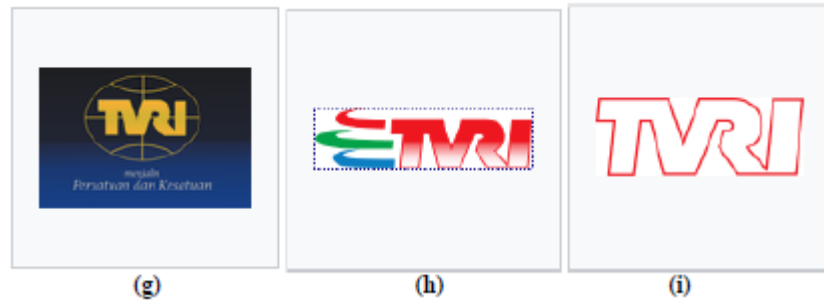 TVRI
menjalin
Persatuan dan Kesatuan
TVRI
TVRI
(g) (h) (i)